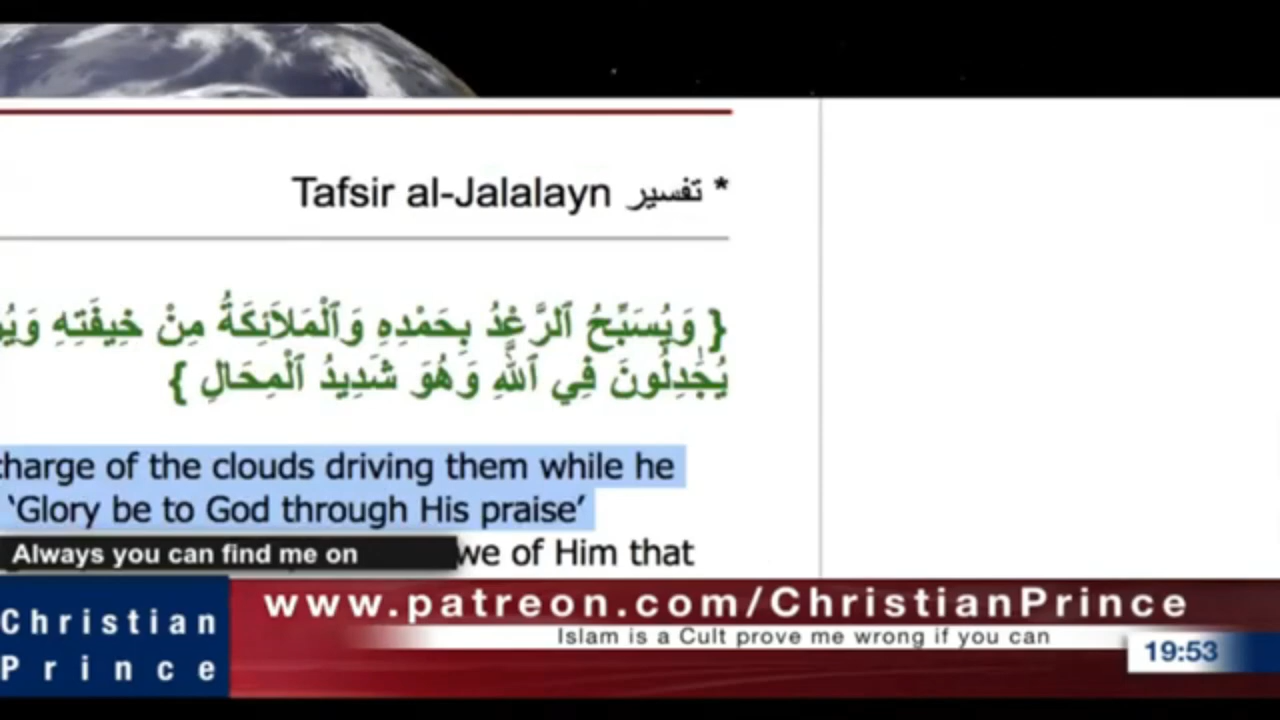 * تفسير Tafsir al-Jalalayn
{ وَيُسَبِّحُ ٱلرَّعْدُ بِحَمْدِهِ وَٱلْمَلاَئِكَةُ مِنْ خِيفَتِهِ
يُجَٰدِلُونَ فِي ٱللَّهِ وَهُوَ شَدِيدُ ٱلْمِحَالِ }
charge of the clouds driving them while he
‘Glory be to God through His praise’
of Him that
Always you can find me on
www.patreon.com/ChristianPrince
Islam is a Cult prove me wrong if you can
Christian
Prince
19:53